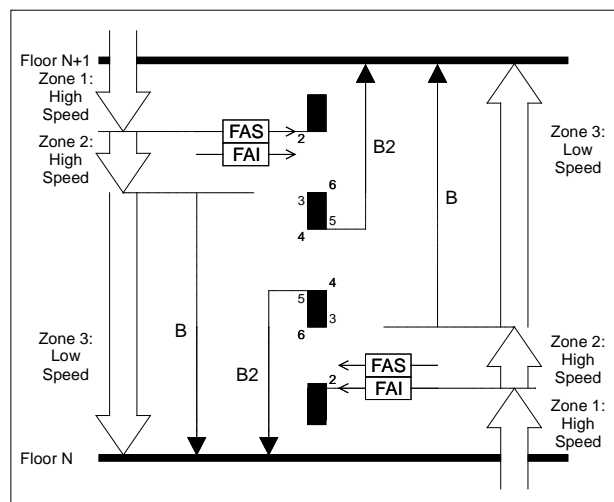 Floor N+1
Zone 1:
High
Speed
Zone 2:
High
Speed
FAS
2
FAI
B2
Zone 3:
Low
Speed
6
3
B
5
4
4
5
B
3
6
Zone 3:
Low
Speed
B2
FAS
Zone 2:
High
Speed
2
FAI
Zone 1:
High
Speed
Floor N